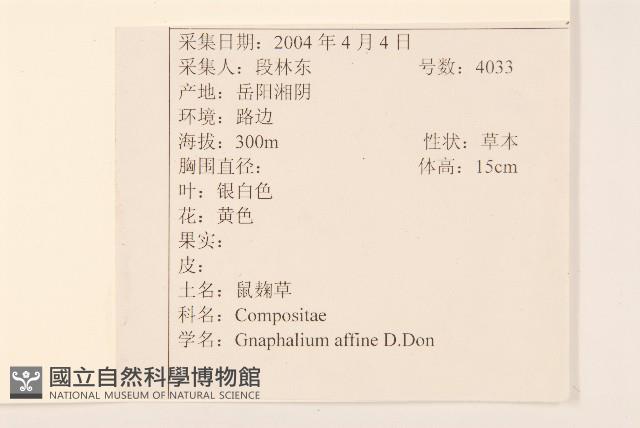 采集日期：2004 年 4 月 4 日
采集人：段林东 号数：4033
产地：岳阳湘阴
环境：路边
海拔：300m 性状：草本
胸围直径： 体高：15cm
叶：银白色
花：黄色
果实：
皮：
土名：鼠麹草
科名：Compositae
学名：Gnaphalium affine D.Don
國立自然科學博物館
NATIONAL MUSEUM OF NATURAL SCIENCE